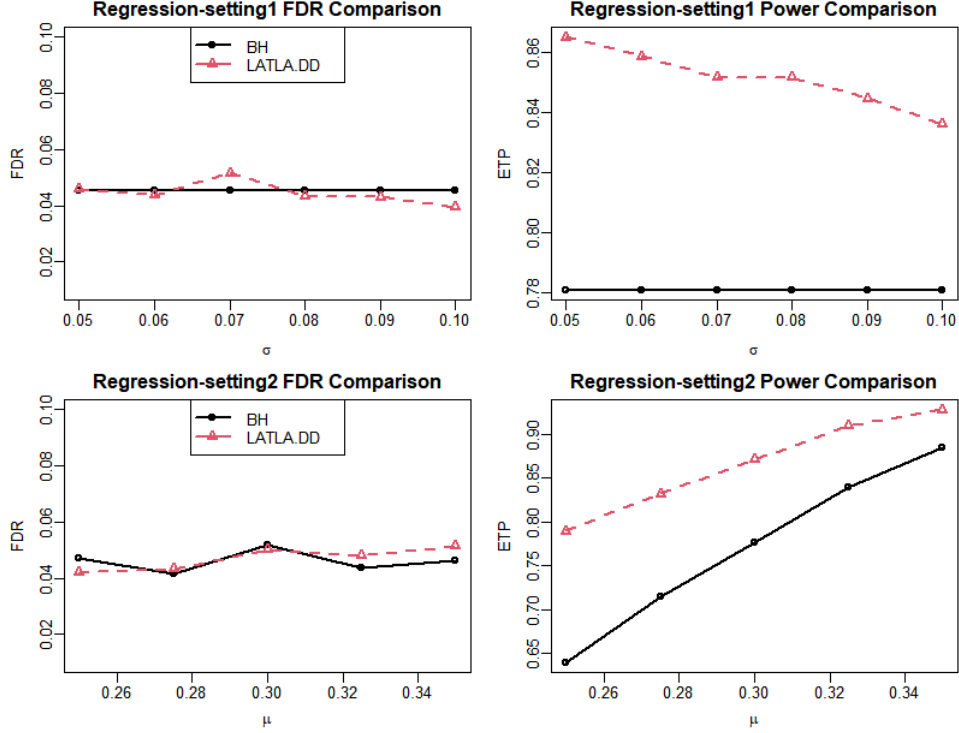 Regression-setting1 FDR Comparison
FDR
0.02 0.04 0.06 0.08 0.10
BH
LATLA.DD
0.05 0.06 0.07 0.08 0.09 0.10
σ
Regression-setting1 Power Comparison
ETP
0.78 0.80 0.82 0.84 0.86
0.05 0.06 0.07 0.08 0.09 0.10
σ
Regression-setting2 FDR Comparison
FDR
0.02 0.04 0.06 0.08 0.10
BH
LATLA.DD
0.26 0.28 0.30 0.32 0.34
μ
Regression-setting2 Power Comparison
ETP
0.65 0.70 0.75 0.80 0.85 0.90
0.26 0.28 0.30 0.32 0.34
μ